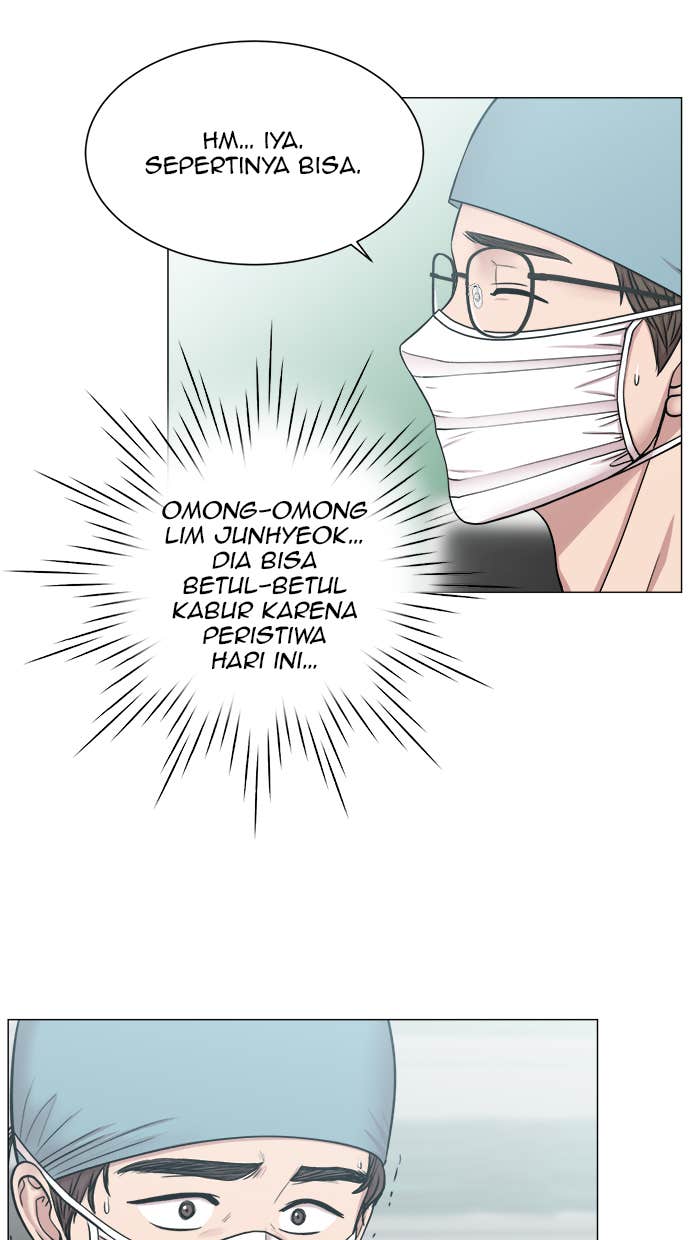 HM... IYA.
SEPERTINYA BISA.
OMONG-OMONG
LIM JUNHYEOK...
DIA BISA
BETUL-BETUL
KABUR KARENA
PERISTIWA
HARI INI...